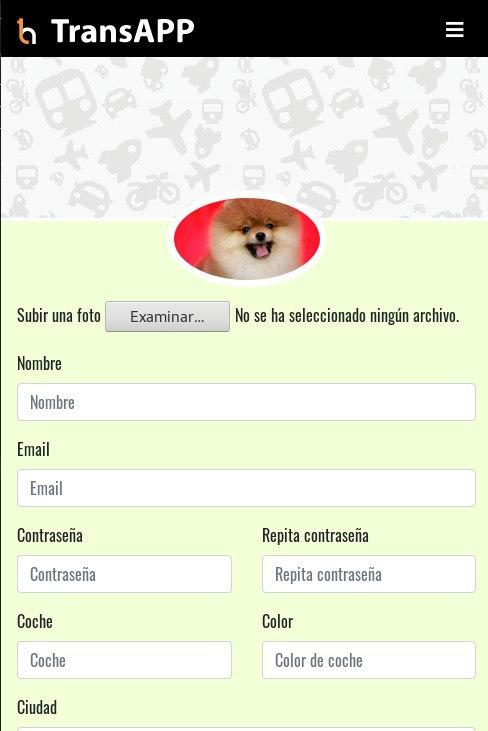 TransAPP
Subir una foto Examinar... No se ha seleccionado ningún archivo.
Nombre
Nombre
Email
Email
Contraseña Repita contraseña
Contraseña Repita contraseña
Coche Color
Coche Color de coche
Ciudad